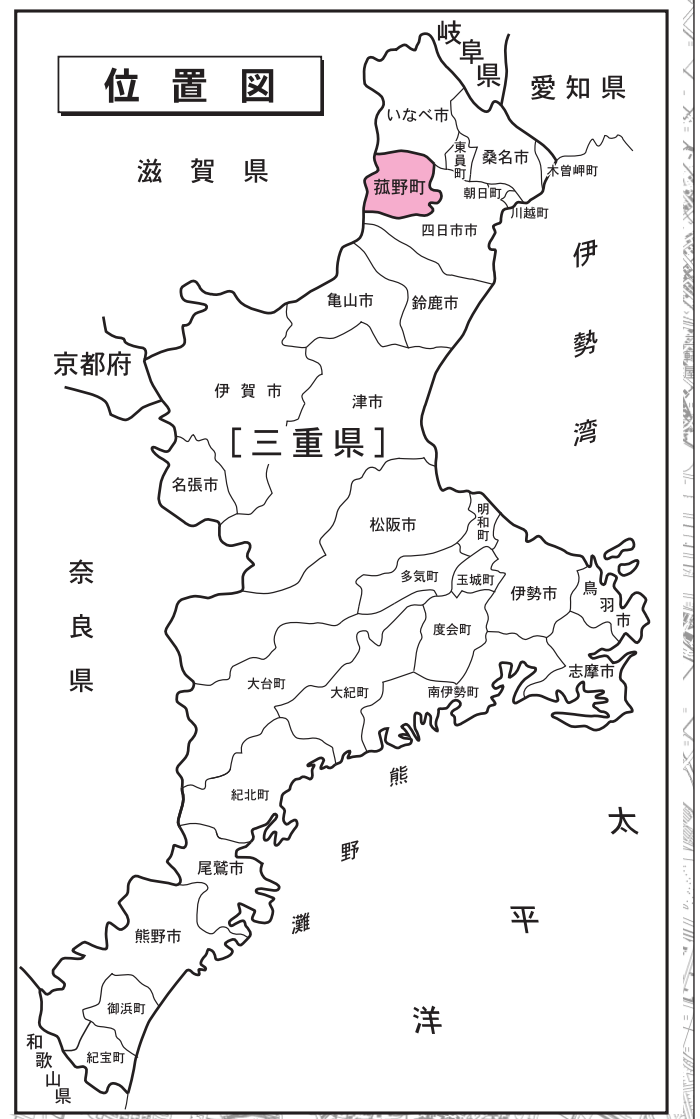 位置図
岐阜県
愛知県
滋賀県
いなべ市
東員町
桑名市
木曽岬町
菰野町
朝日町
川越町
四日市市
伊勢湾
亀山市
鈴鹿市
京都府
伊賀市
津市
[三重県]
名張市
松阪市
明和町
多気町
玉城町
伊勢市
鳥羽市
奈良県
度会町
志摩市
大台町
大紀町
南伊勢町
熊野灘
紀北町
太平洋
尾鷲市
熊野市
御浜町
紀宝町
和歌山県